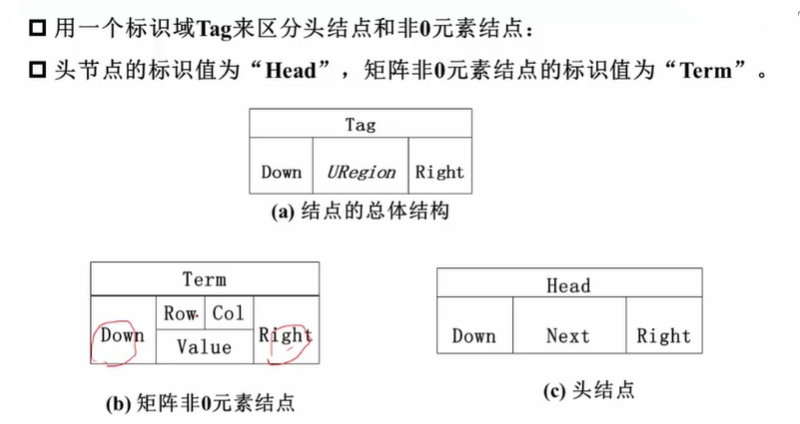 用一个标识域Tag来区分头结点和非0元素结点：
头节点的标识值为“Head”，矩阵非0元素结点的标识值为“Term”。
Tag
Down URegion Right
(a) 结点的总体结构
Term
Row Col
Down Right
Value
(b) 矩阵非0元素结点
Head
Down Next Right
(c) 头结点